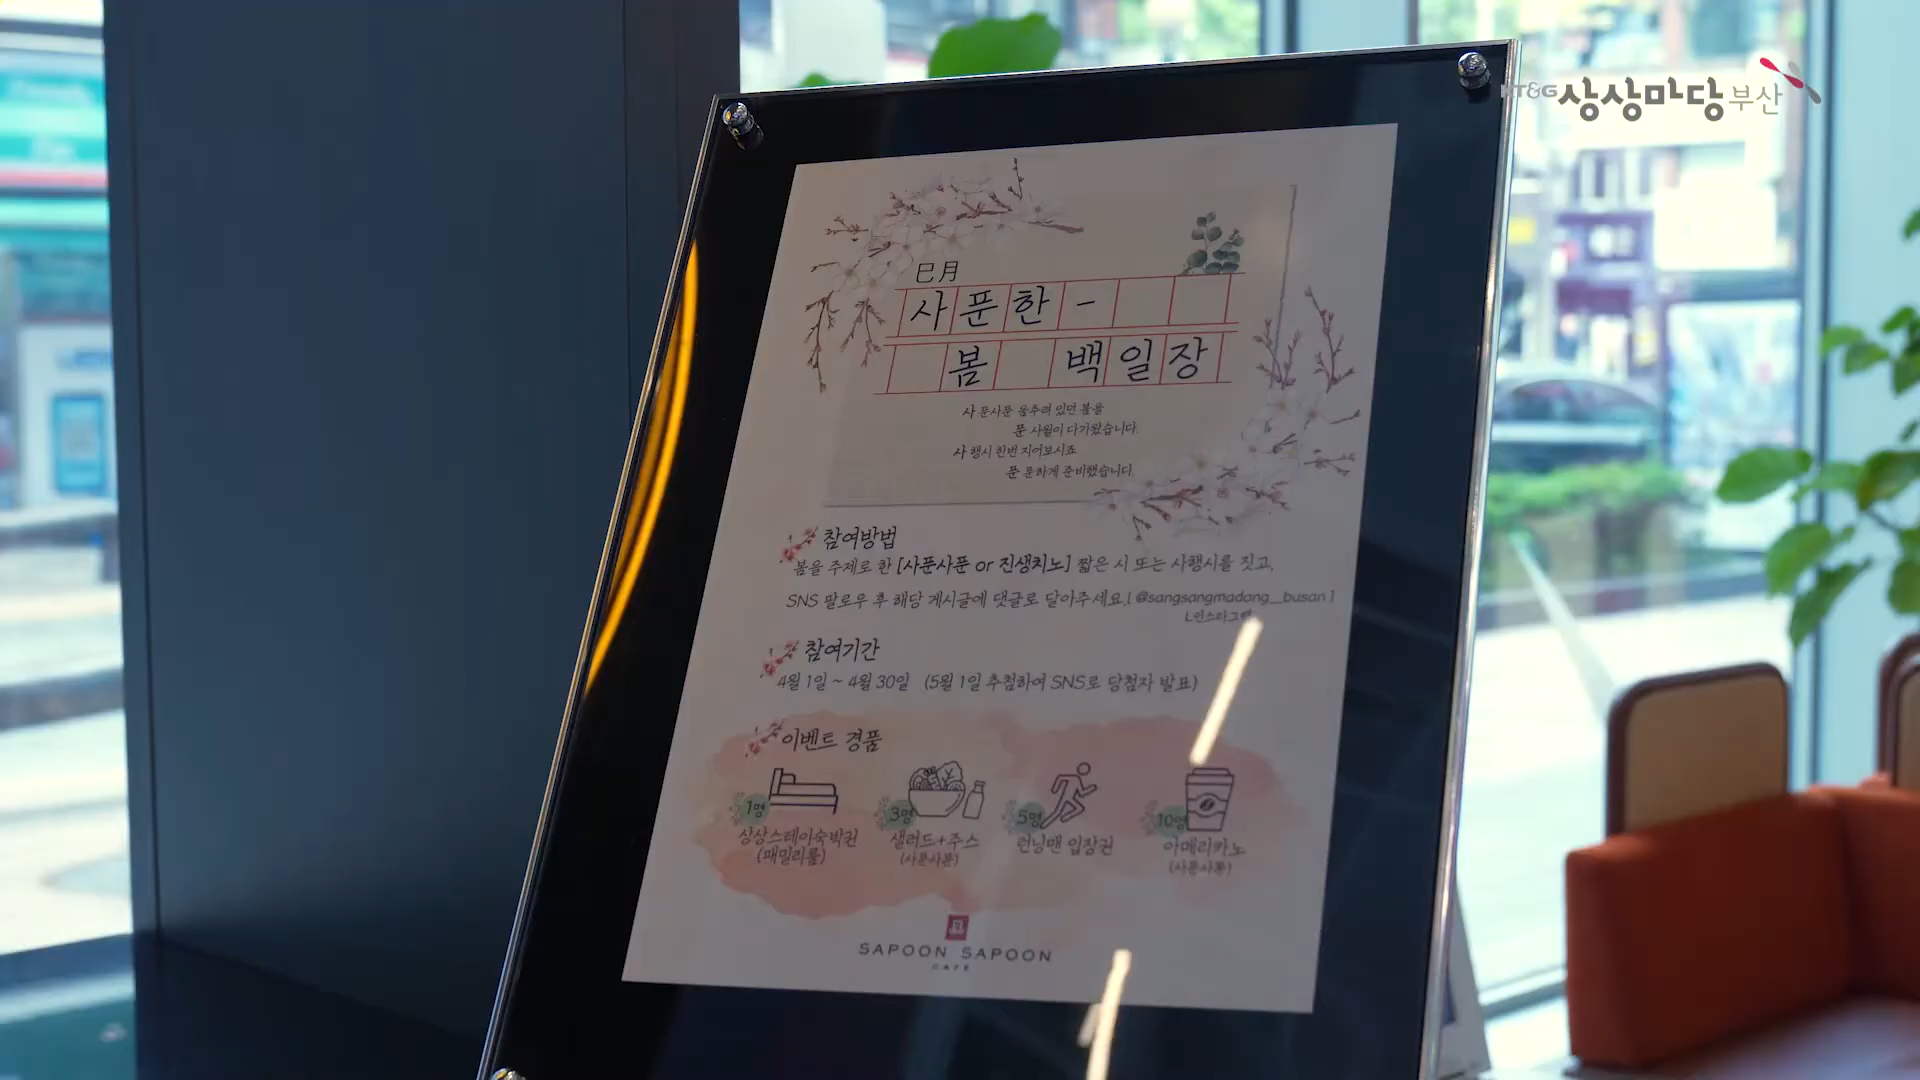 KT&G 상상마당 부산
巳月
사푼한-
봄 백일장
사 푼사푼 움추려 있던 봄을
푼 사월이 다가왔습니다.
사 행시 한번 지어보시죠
푼 푼하게 준비했습니다.
참여방법
봄을 주제로 한 [사푼사푼 or 진생치노] 짧은 시 또는 사행시를 짓고,
SNS 팔로우 후 해당 게시글에 댓글로 달아주세요.[ @sangsangmadang_busan ]
ㄴ인스타그램
참여기간
4월 1일 ~ 4월 30일 (5월 1일 추첨하여 SNS로 당첨자 발표)
이벤트 경품
1명 3명 5명 10명
상상스테이숙박권 샐러드+주스 런닝맨 입장권 아메리카노
(패밀리룸) (사푼사푼) (사푼사푼)
SAPOON SAPOON
CAFE